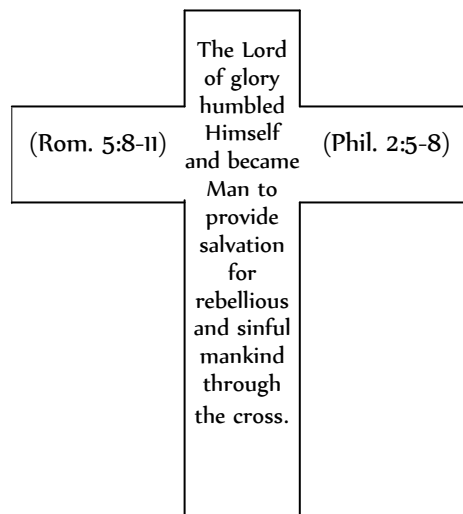 The Lord
of glory
humbled
Himself
(Rom. 5:8-11)
(Phil. 2:5-8)
and became
Man to
provide
salvation
for
rebellious
and sinful
mankind
through
the cross.